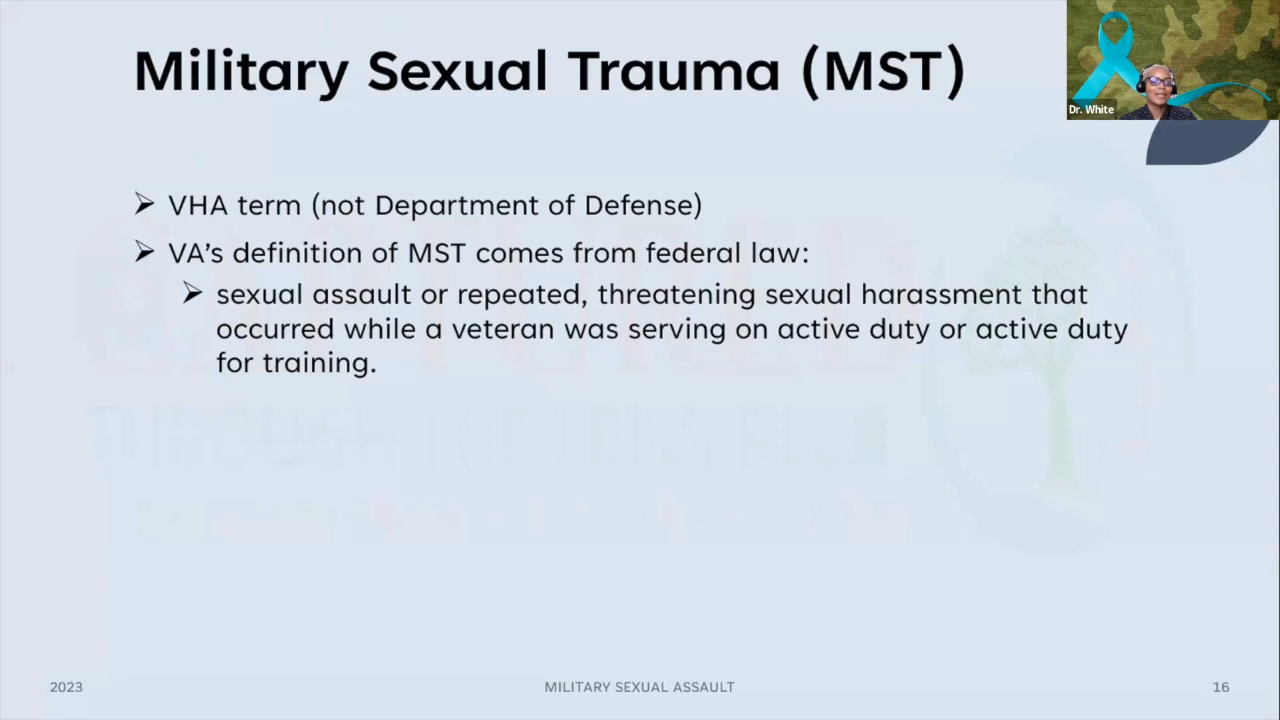 Military Sexual Trauma (MST)
Dr. White
VHA term (not Department of Defense)
VA's definition of MST comes from federal law:
sexual assault or repeated, threatening sexual harassment that
occurred while a veteran was serving on active duty or active duty
for training.
2023
MILITARY SEXUAL ASSAULT
16